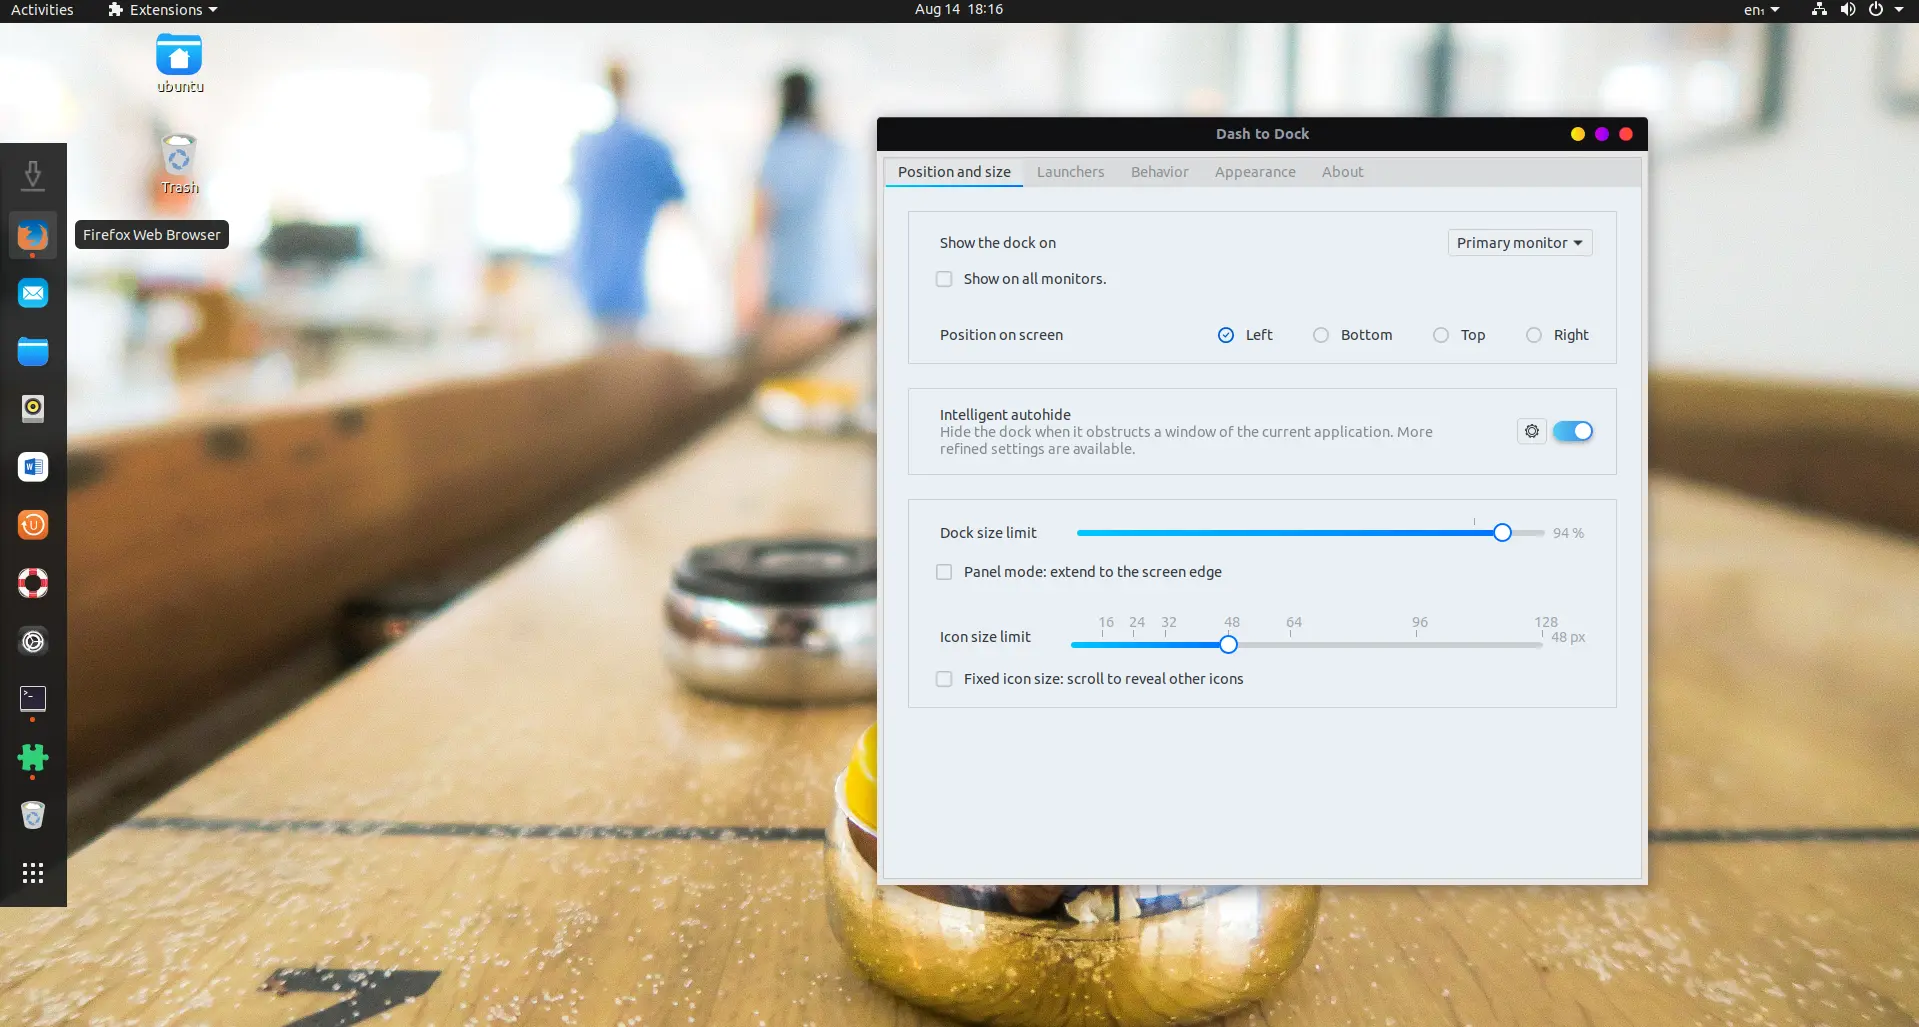 Activities Extensions Aug 14 18:16 en₁
ubuntu
Trash
Firefox Web Browser
W
U
>_
Dash to Dock
Position and size Launchers Behavior Appearance About
Show the dock on Primary monitor
Show on all monitors.
Position on screen Left Bottom Top Right
Intelligent autohide
Hide the dock when it obstructs a window of the current application. More
refined settings are available.
Dock size limit 94 %
Panel mode: extend to the screen edge
16 24 32 48 64 96 128
Icon size limit 48 px
Fixed icon size: scroll to reveal other icons